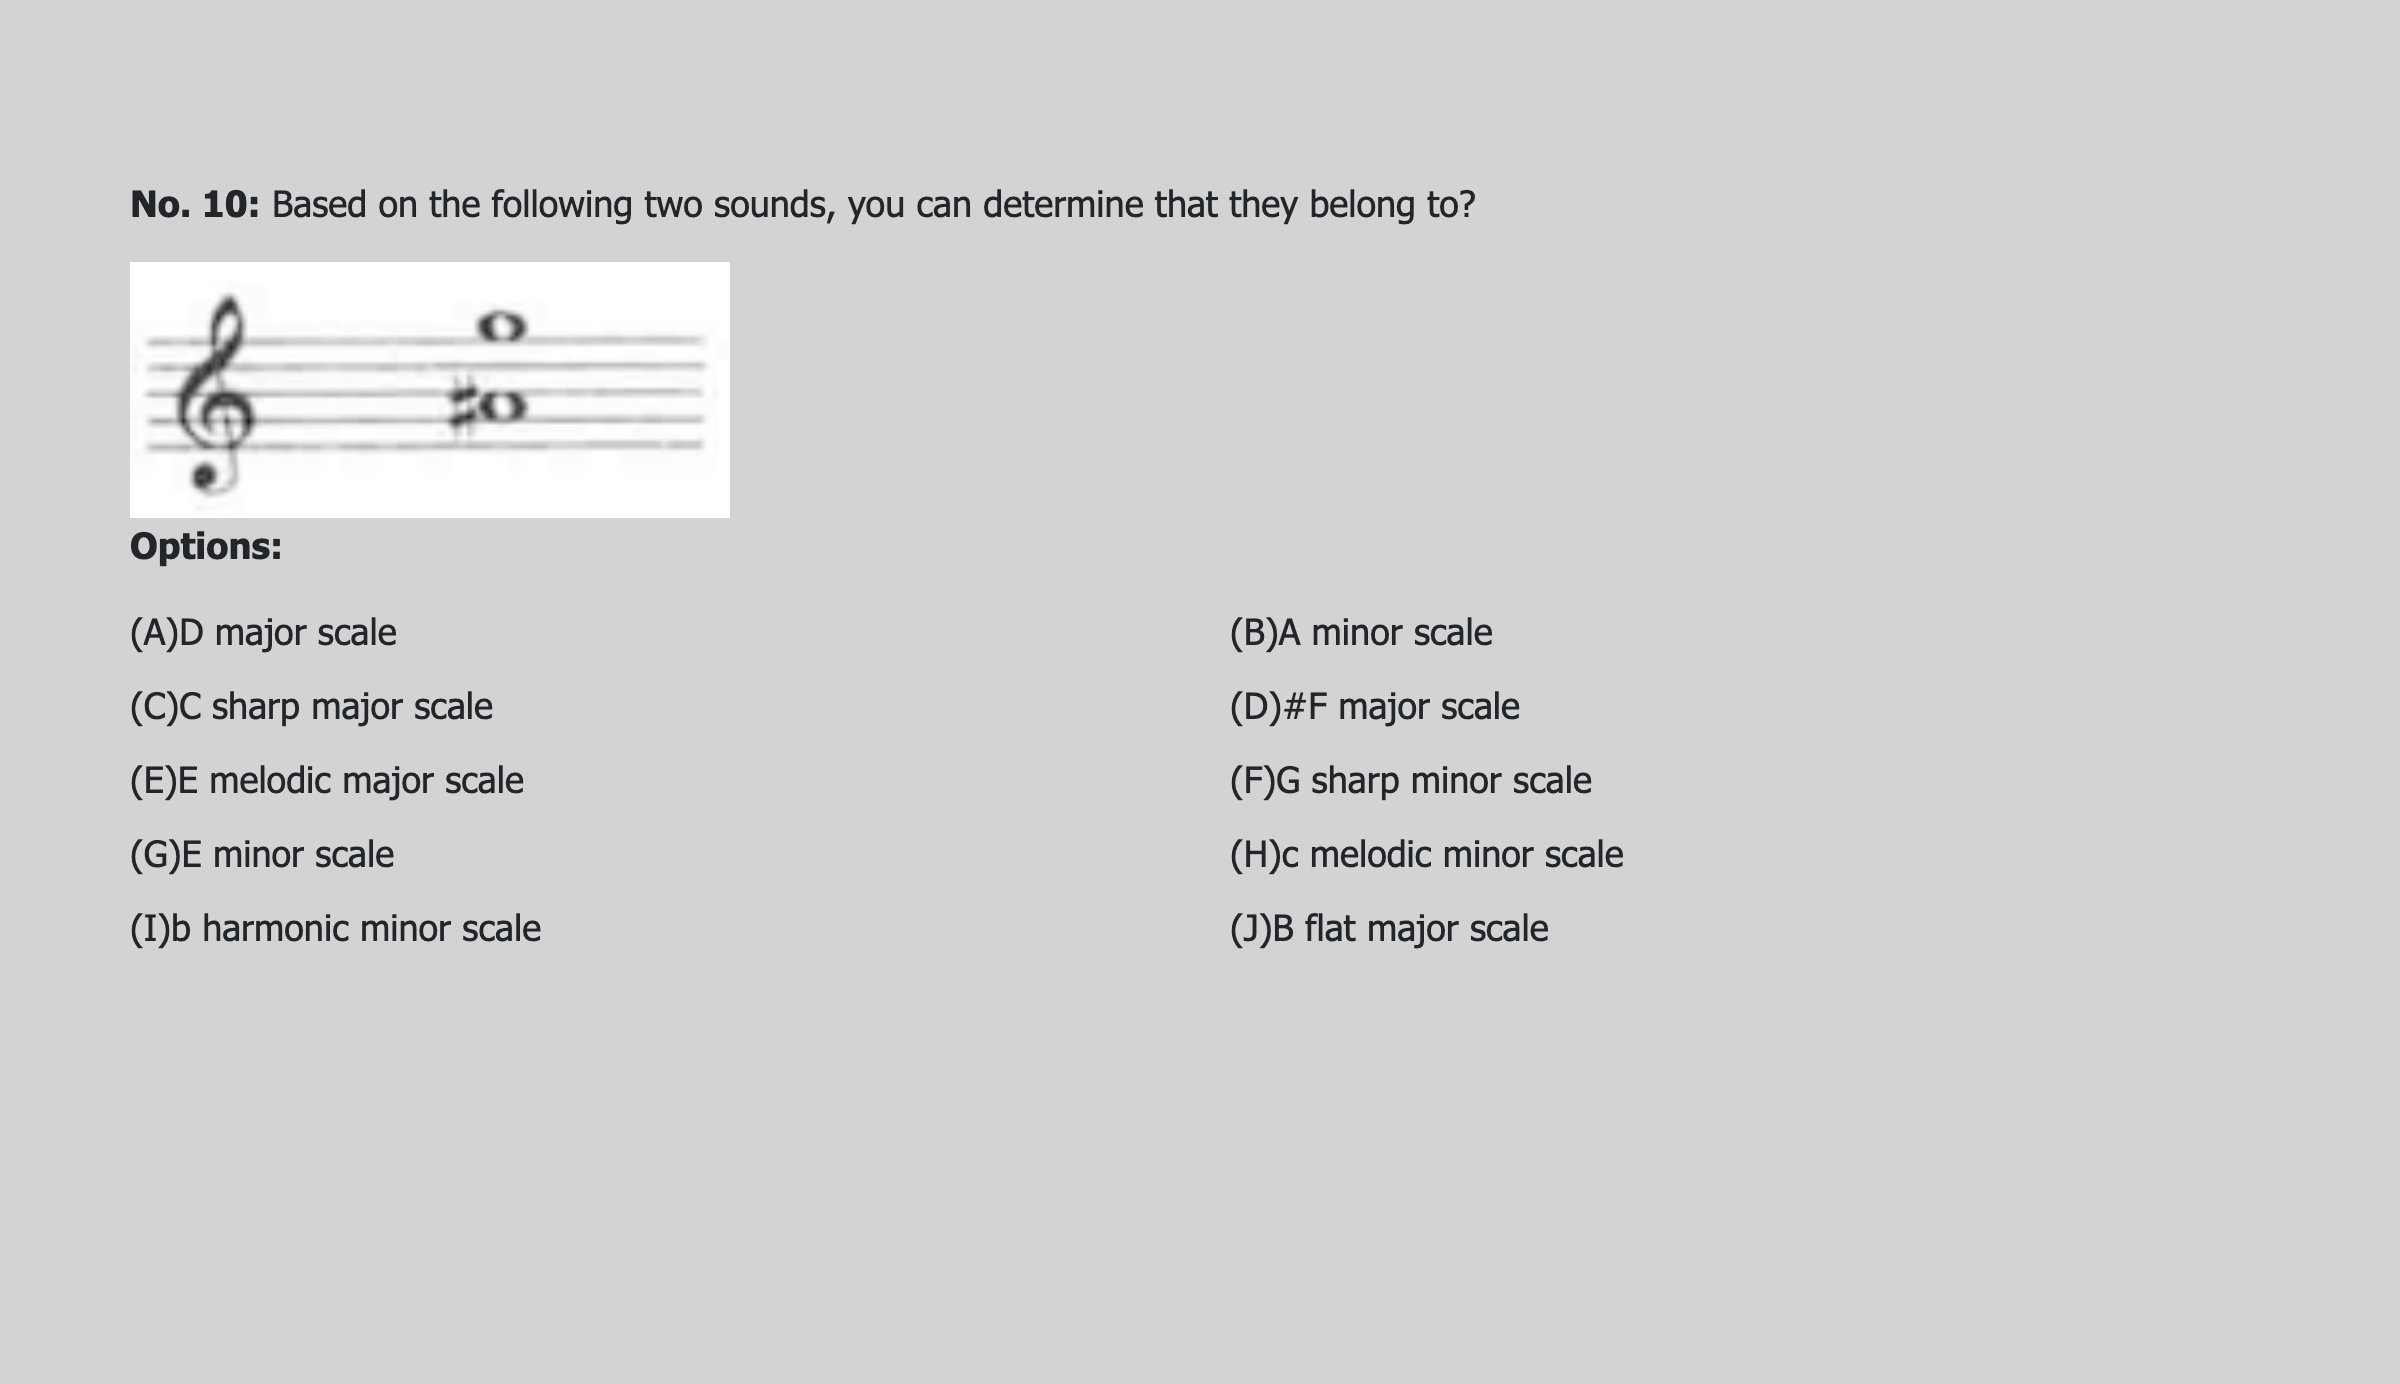 No. 10: Based on the following two sounds, you can determine that they belong to?
Options:
(A)D major scale
(B)A minor scale
(C)C sharp major scale
(D)#F major scale
(E)E melodic major scale
(F)G sharp minor scale
(G)E minor scale
(H)c melodic minor scale
(I)b harmonic minor scale
(J)B flat major scale